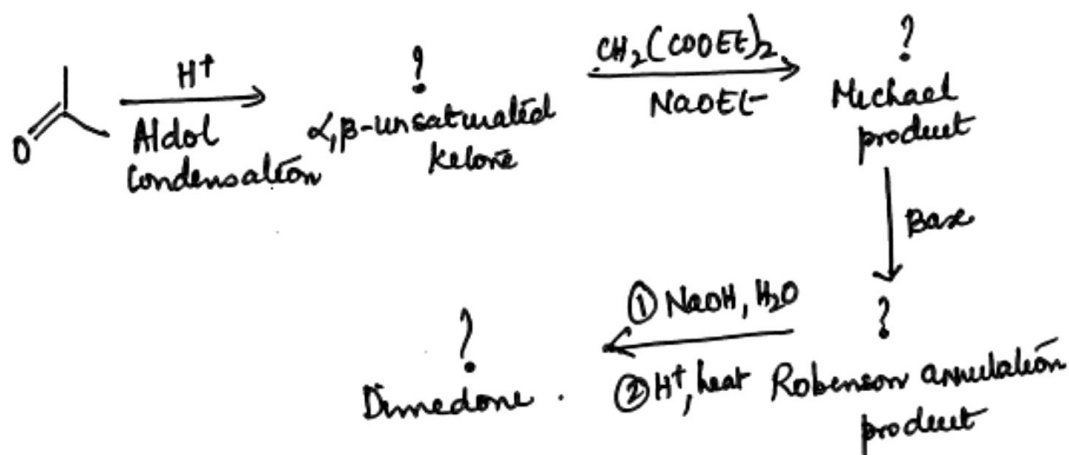 O
H⁺
Aldol
Condensation
?
α,β-unsaturated
ketone
CH₂(COOEt)₂
NaOEt
?
Michael
product
Base
?
Robenson annulation
product
① NaOH, H₂O
② H⁺, heat
?
Dimedone .